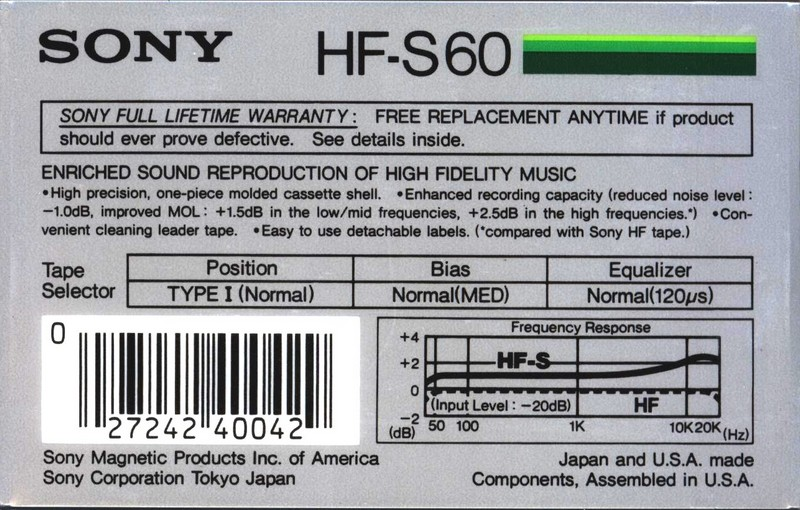 SONY HF-S60
SONY FULL LIFETIME WARRANTY: FREE REPLACEMENT ANYTIME if product
should ever prove defective. See details inside.
ENRICHED SOUND REPRODUCTION OF HIGH FIDELITY MUSIC
•High precision, one-piece molded cassette shell. •Enhanced recording capacity (reduced noise level:
−1.0dB, improved MOL: +1.5dB in the low/mid frequencies, +2.5dB in the high frequencies.*) •Con-
venient cleaning leader tape. •Easy to use detachable labels. (*compared with Sony HF tape.)
Tape Selector
Position Bias Equalizer
TYPE I (Normal) Normal(MED) Normal(120μs)
0
27242 40042
Frequency Response
+4
+2
HF-S
0
(Input Level: −20dB) HF
−2
(dB) 50 100 1K 10K 20K (Hz)
Sony Magnetic Products Inc. of America
Sony Corporation Tokyo Japan
Japan and U.S.A. made
Components, Assembled in U.S.A.